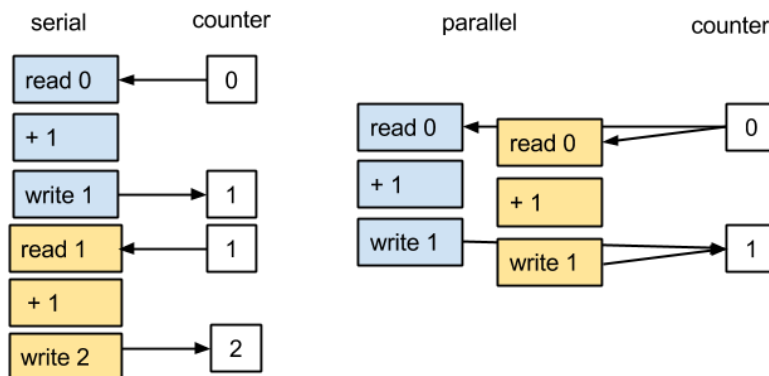 serial counter parallel counter
read 0 0
+ 1
write 1 1
read 1 1
+ 1
write 2 2
read 0 read 0 0
+ 1 + 1
write 1 write 1 1